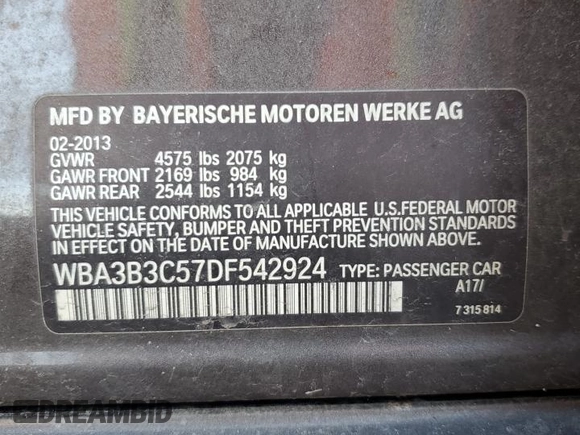 MFD BY BAYERISCHE MOTOREN WERKE AG
02-2013
GVWR 4575 lbs 2075 kg
GAWR FRONT 2169 lbs 984 kg
GAWR REAR 2544 lbs 1154 kg
THIS VEHICLE CONFORMS TO ALL APPLICABLE U.S.FEDERAL MOTOR
VEHICLE SAFETY, BUMPER AND THEFT PREVENTION STANDARDS
IN EFFECT ON THE DATE OF MANUFACTURE SHOWN ABOVE.
WBA3B3C57DF542924 TYPE: PASSENGER CAR
A17/
7 315 814
DREAMBID